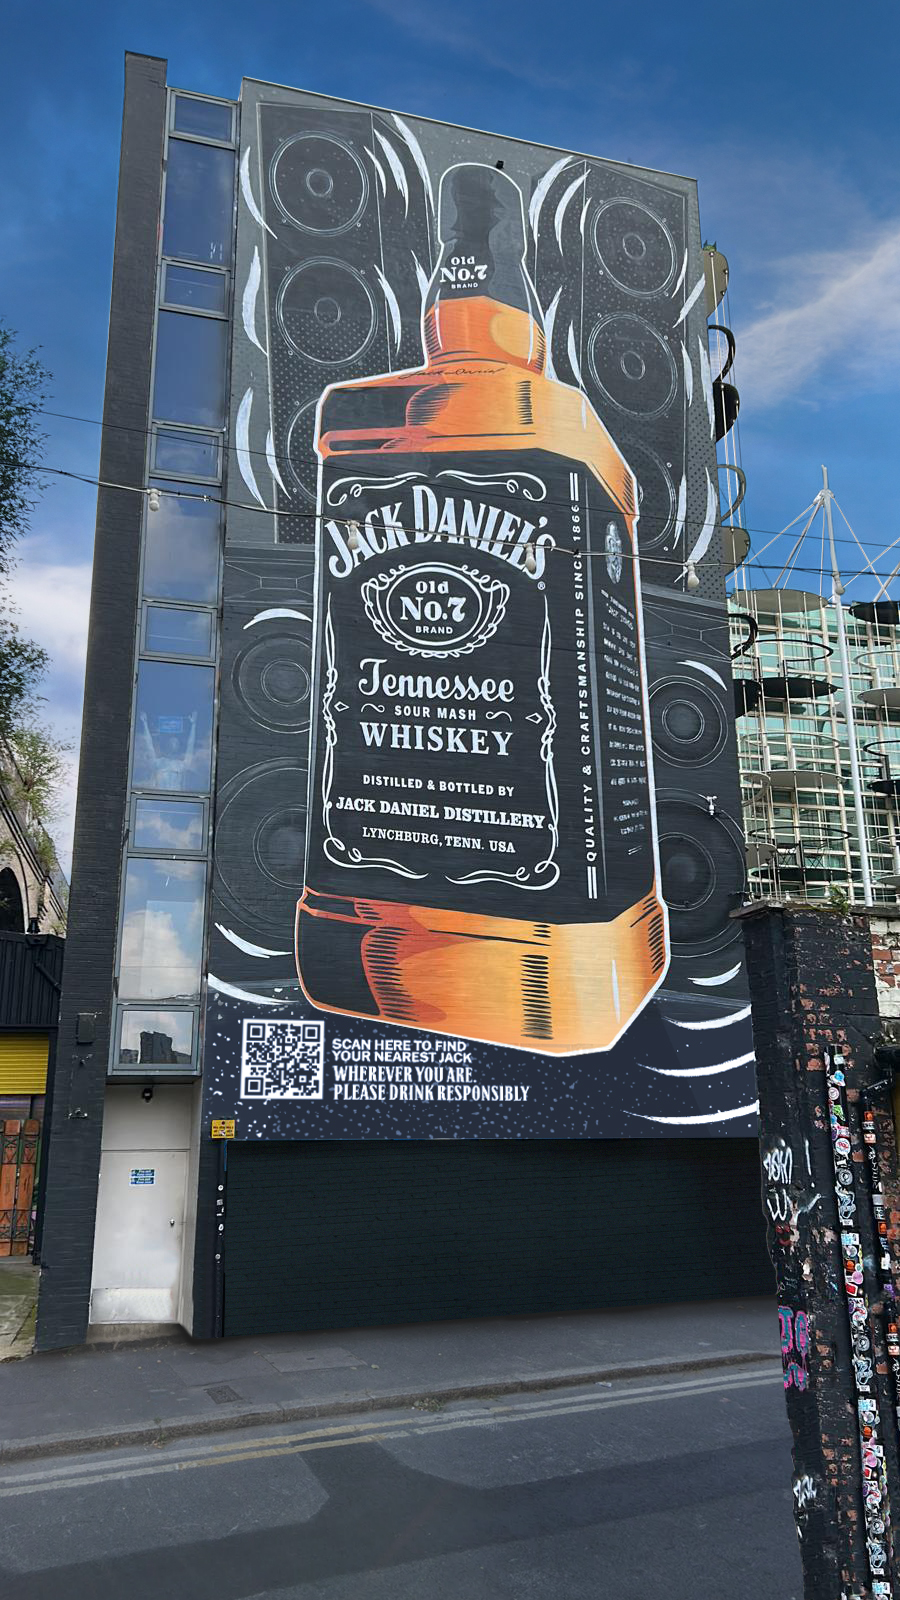 Old
No.7
BRAND
Jack Daniel
JACK DANIEL'S
Old
No.7
BRAND
Tennessee
SOUR MASH
WHISKEY
DISTILLED & BOTTLED BY
JACK DANIEL DISTILLERY
LYNCHBURG, TENN. USA
QUALITY & CRAFTSMANSHIP SINCE 1866
SCAN HERE TO FIND
YOUR NEAREST JACK
WHEREVER YOU ARE.
PLEASE DRINK RESPONSIBLY